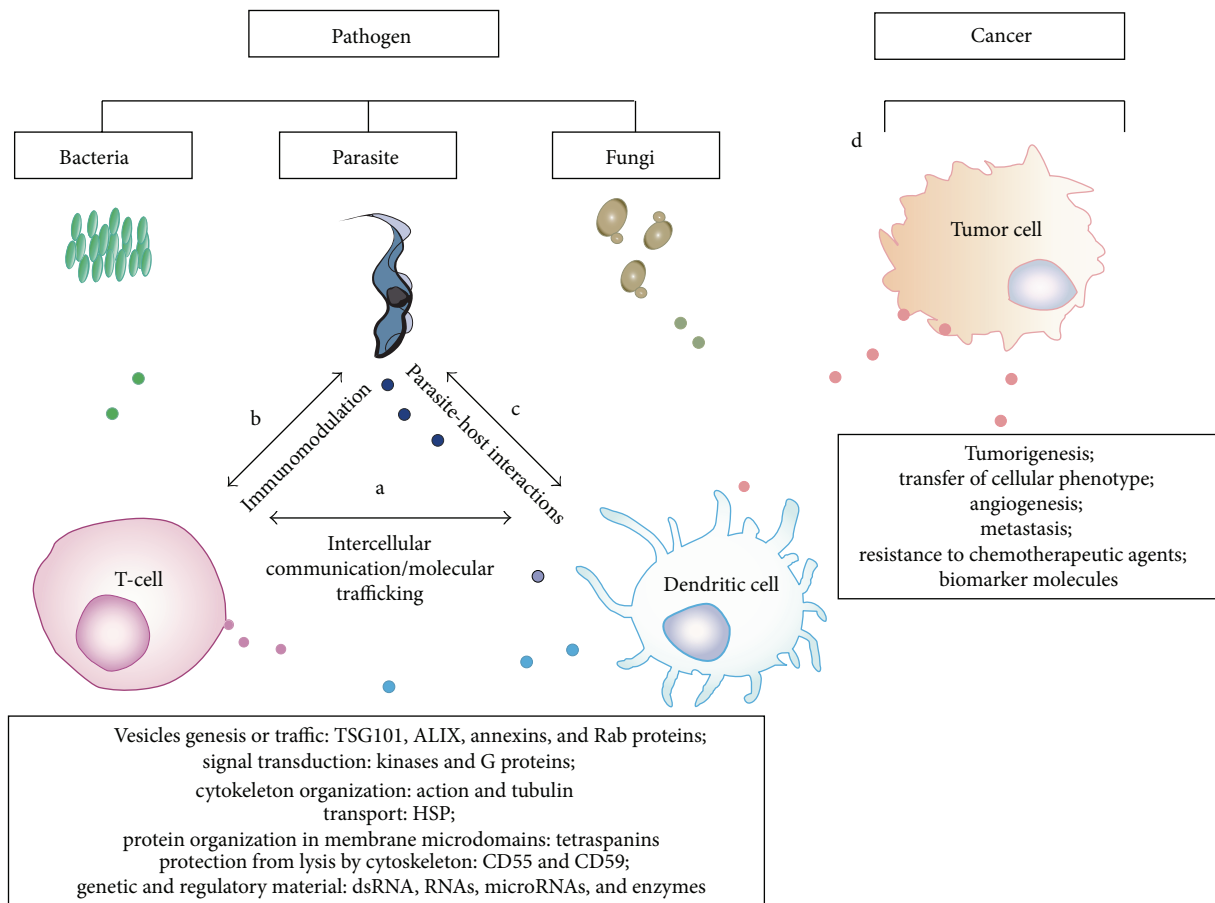 Pathogen
Cancer
Bacteria
Parasite
Fungi
d
Tumor cell
b
Immunomodulation
Parasite-host interactions
c
a
Intercellular
communication/molecular
trafficking
T-cell
Dendritic cell
Tumorigenesis;
transfer of cellular phenotype;
angiogenesis;
metastasis;
resistance to chemotherapeutic agents;
biomarker molecules
Vesicles genesis or traffic: TSG101, ALIX, annexins, and Rab proteins;
signal transduction: kinases and G proteins;
cytokeleton organization: action and tubulin
transport: HSP;
protein organization in membrane microdomains: tetraspanins
protection from lysis by cytoskeleton: CD55 and CD59;
genetic and regulatory material: dsRNA, RNAs, microRNAs, and enzymes